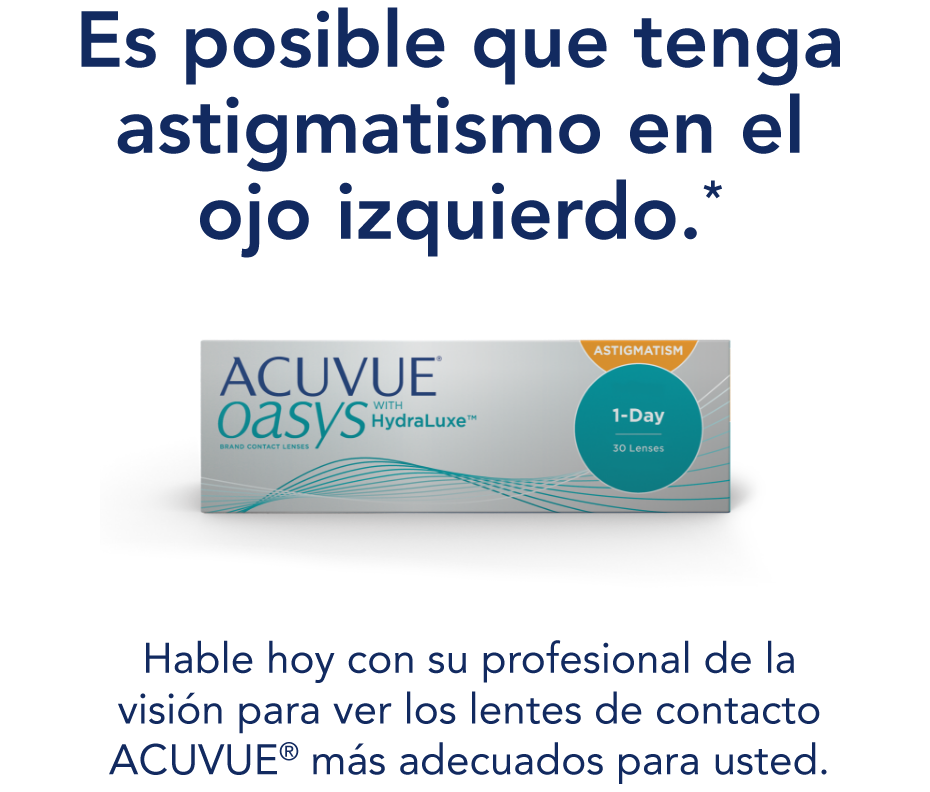 Es posible que tenga
astigmatismo en el
ojo izquierdo.*
ASTIGMATISM
ACUVUE®
OASYS WITH HydraLuxe™
BRAND CONTACT LENSES
1-Day
30 Lenses
Hable hoy con su profesional de la
visión para ver los lentes de contacto
ACUVUE® más adecuados para usted.